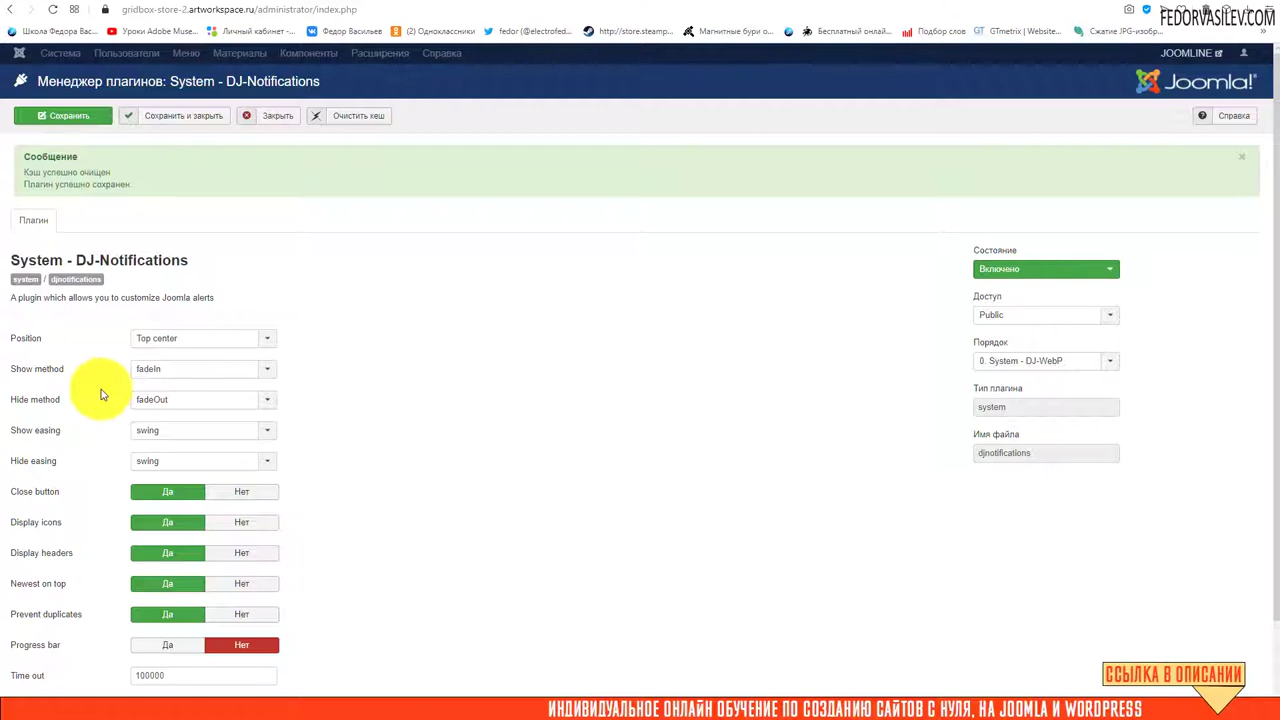 FEDORVASILEV.COM
gridbox-store-2.artworkspace.ru/administrator/index.php
Школа Федора Вас...
Уроки Adobe Muse...
Личный кабинет -...
Федор Васильев
(2) Одноклассники
fedor (@electrofed...
http://store.steamp...
Магнитные бури о...
Бесплатный онлай...
Подбор слов
GTmetrix | Website...
Сжатие JPG-изобр...
Система Пользователи Меню Материалы Компоненты Расширения Справка
JOOMLINE
Менеджер плагинов: System - DJ-Notifications
Joomla!
Сохранить
Сохранить и закрыть
Закрыть
Очистить кеш
Справка
Сообщение
Кэш успешно очищен
Плагин успешно сохранен.
Плагин
System - DJ-Notifications
system / djnotifications
A plugin which allows you to customize Joomla alerts
Position Top center
Show method fadeIn
Hide method fadeOut
Show easing swing
Hide easing swing
Close button Да Нет
Display icons Да Нет
Display headers Да Нет
Newest on top Да Нет
Prevent duplicates Да Нет
Progress bar Да Нет
Time out 100000
Состояние
Включено
Доступ
Public
Порядок
0. System - DJ-WebP
Тип плагина
system
Имя файла
djnotifications
ССЫЛКА В ОПИСАНИИ
ИНДИВИДУАЛЬНОЕ ОНЛАЙН ОБУЧЕНИЕ ПО СОЗДАНИЮ САЙТОВ С НУЛЯ, НА JOOMLA И WORDPRESS